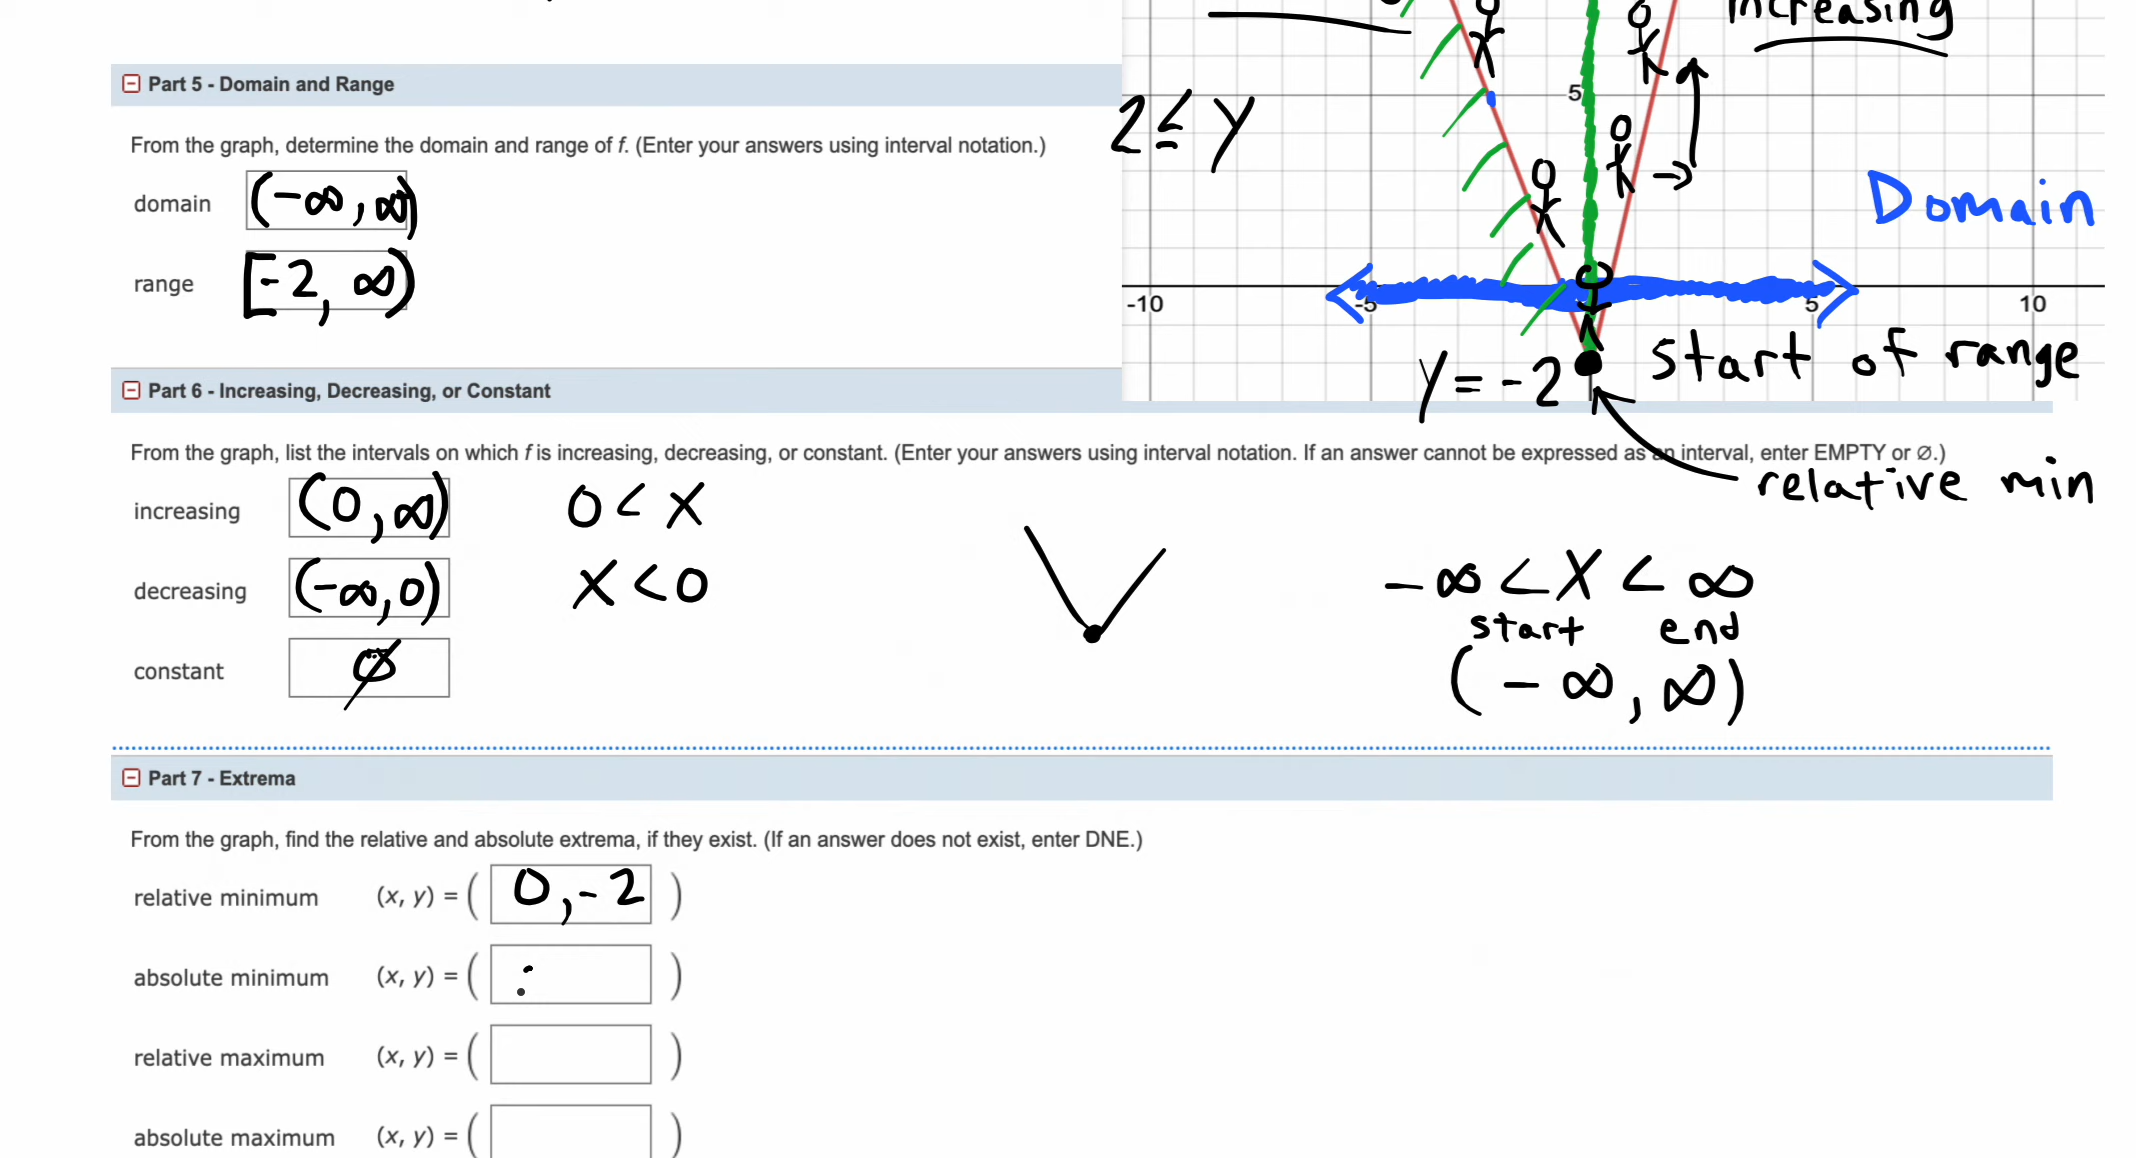 increasing
Part 5 - Domain and Range
5
2 ≤ y
From the graph, determine the domain and range of f. (Enter your answers using interval notation.)
domain (-∞, ∞)
Domain
range [-2, ∞)
-10 -5 5 10
y = -2 start of range
Part 6 - Increasing, Decreasing, or Constant
From the graph, list the intervals on which f is increasing, decreasing, or constant. (Enter your answers using interval notation. If an answer cannot be expressed as an interval, enter EMPTY or Ø.)
relative min
increasing (0, ∞) 0 < x
decreasing (-∞, 0) x < 0
-∞ < x < ∞
start end
(-∞, ∞)
constant Ø
Part 7 - Extrema
From the graph, find the relative and absolute extrema, if they exist. (If an answer does not exist, enter DNE.)
relative minimum (x, y) = ( 0, -2 )
absolute minimum (x, y) = ( )
relative maximum (x, y) = ( )
absolute maximum (x, y) = ( )